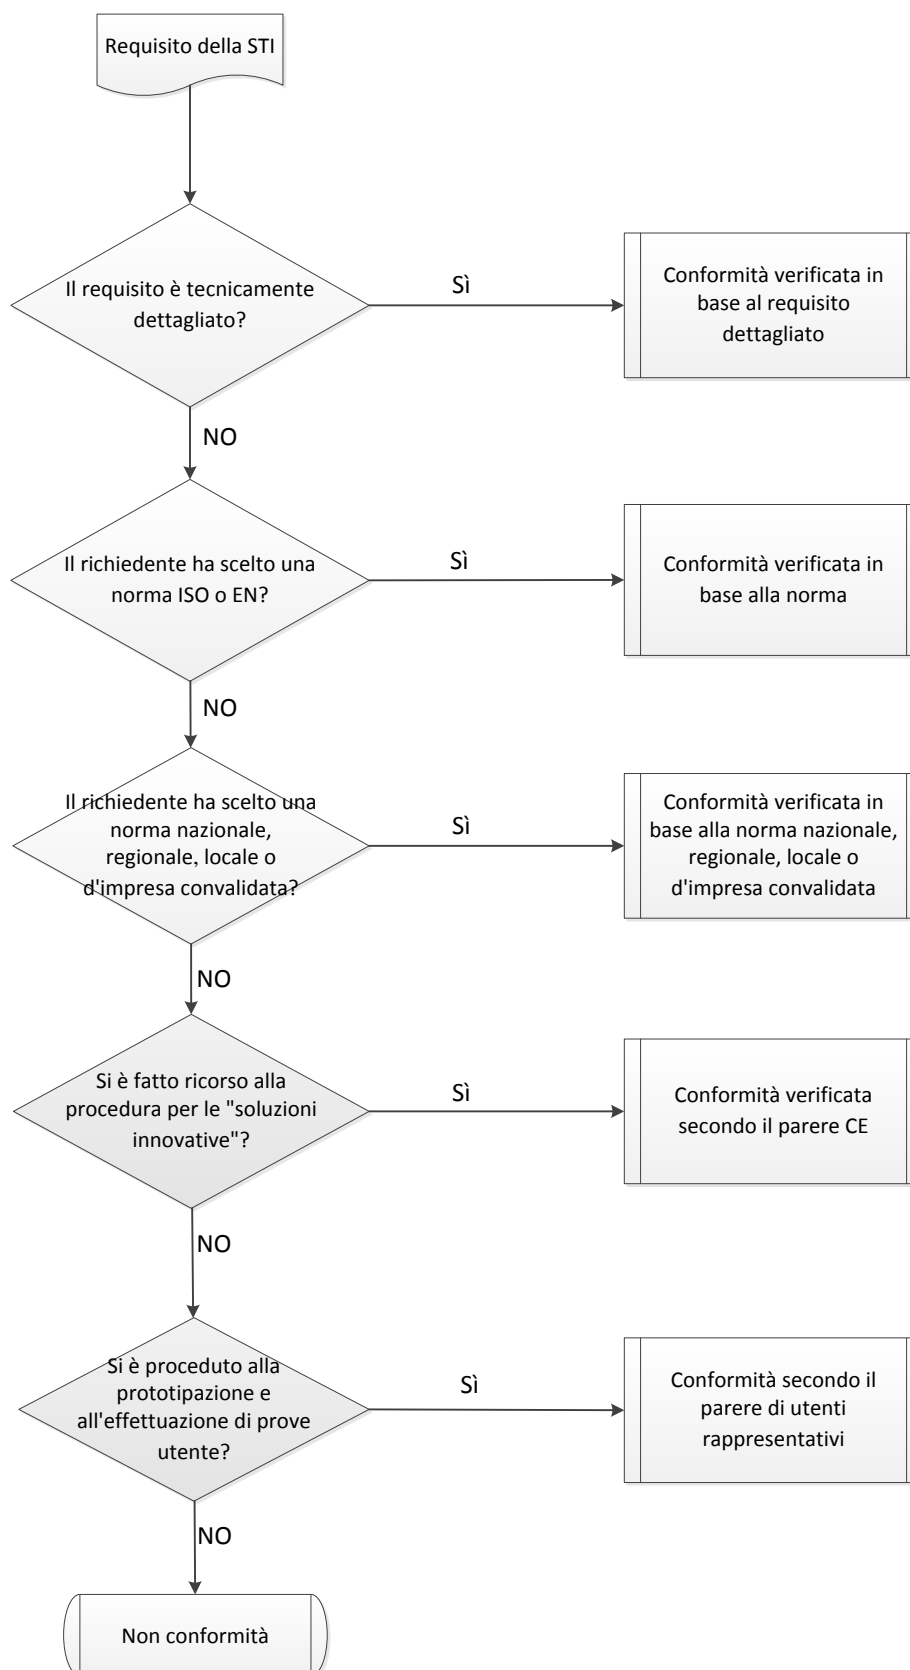 Requisito della STI
Il requisito è tecnicamente
dettagliato?
Sì
Conformità verificata in
base al requisito
dettagliato
NO
Il richiedente ha scelto una
norma ISO o EN?
Sì
Conformità verificata in
base alla norma
NO
Il richiedente ha scelto una
norma nazionale,
regionale, locale o
d'impresa convalidata?
Sì
Conformità verificata in
base alla norma nazionale,
regionale, locale o
d'impresa convalidata
NO
Si è fatto ricorso alla
procedura per le "soluzioni
innovative"?
Sì
Conformità verificata
secondo il parere CE
NO
Si è proceduto alla
prototipazione e
all'effettuazione di prove
utente?
Sì
Conformità secondo il
parere di utenti
rappresentativi
NO
Non conformità